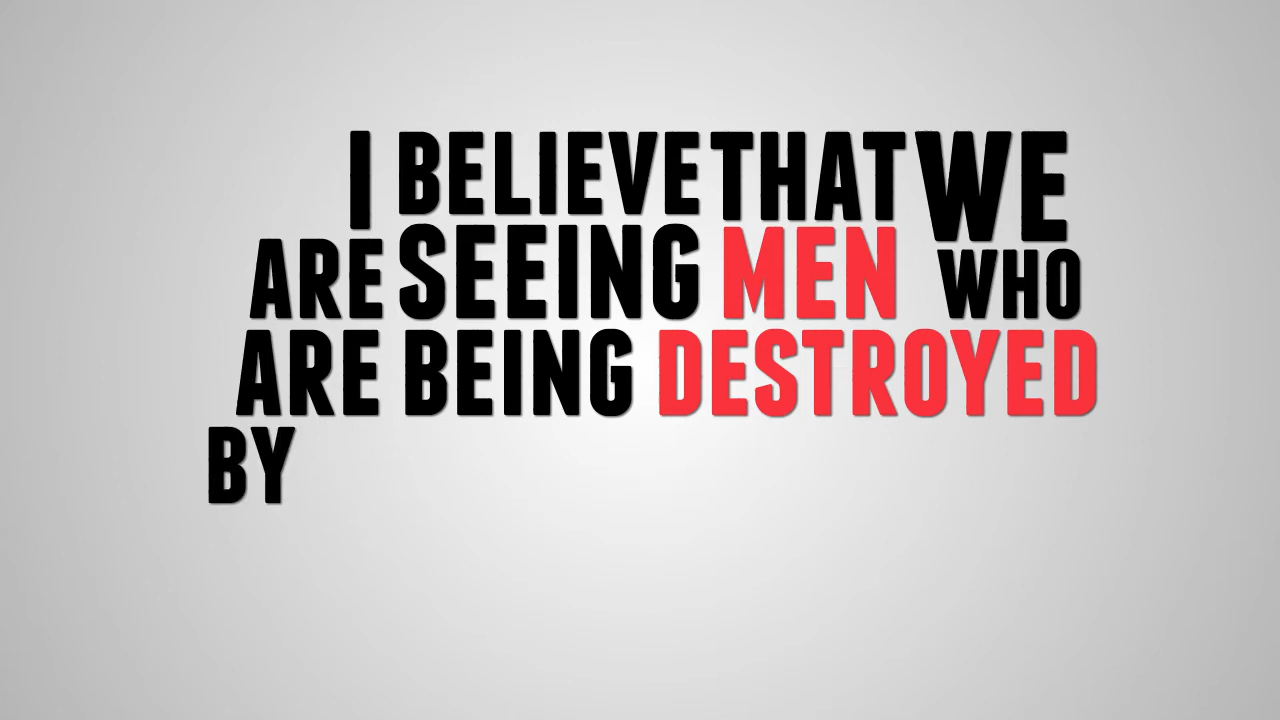 I BELIEVE THAT WE
ARE SEEING MEN WHO
ARE BEING DESTROYED
BY